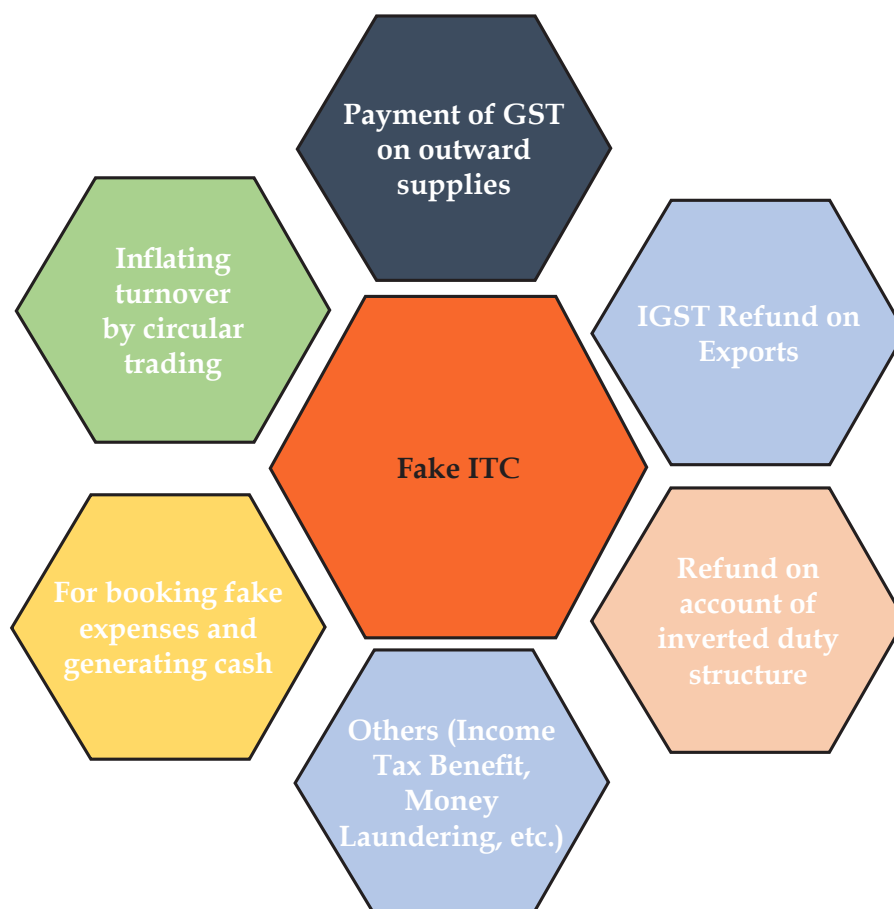 Payment of GST
on outward
supplies
Inflating
turnover
by circular
trading
IGST Refund on
Exports
Fake ITC
For booking fake
expenses and
generating cash
Refund on
account of
inverted duty
structure
Others (Income
Tax Benefit,
Money
Laundering, etc.)